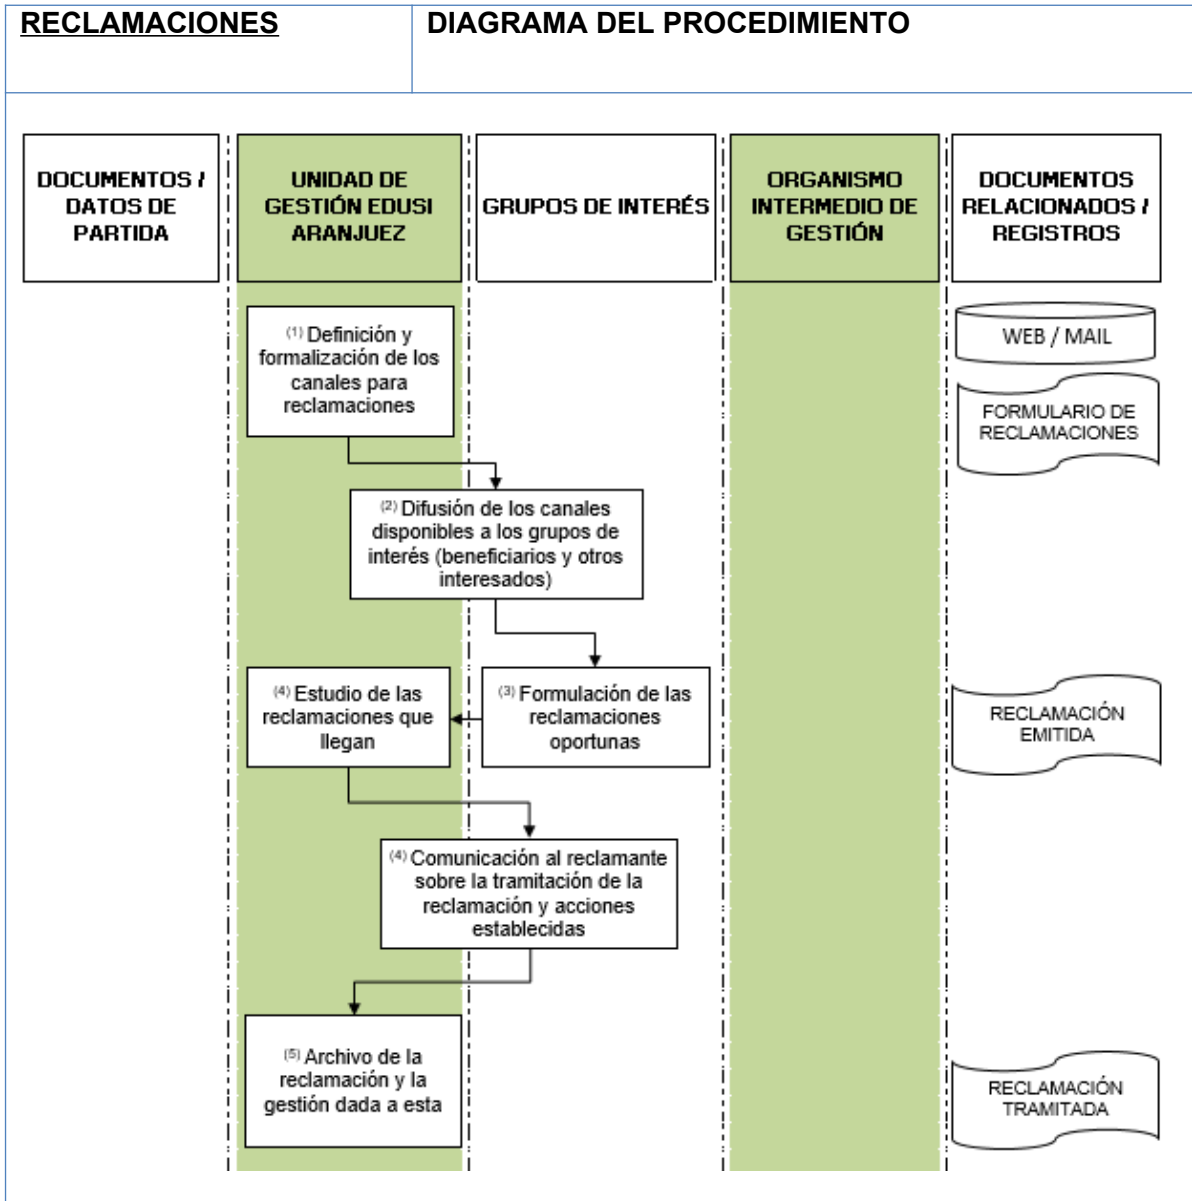 RECLAMACIONES
DIAGRAMA DEL PROCEDIMIENTO
DOCUMENTOS /
DATOS DE
PARTIDA
UNIDAD DE
GESTIÓN EDUSI
ARANJUEZ
GRUPOS DE INTERÉS
ORGANISMO
INTERMEDIO DE
GESTIÓN
DOCUMENTOS
RELACIONADOS /
REGISTROS
(1) Definición y
formalización de los
canales para
reclamaciones
WEB / MAIL
FORMULARIO DE
RECLAMACIONES
(2) Difusión de los canales
disponibles a los grupos de
interés (beneficiarios y otros
interesados)
(4) Estudio de las
reclamaciones que
llegan
(3) Formulación de las
reclamaciones
oportunas
RECLAMACIÓN
EMITIDA
(4) Comunicación al reclamante
sobre la tramitación de la
reclamación y acciones
establecidas
(5) Archivo de la
reclamación y la
gestión dada a esta
RECLAMACIÓN
TRAMITADA